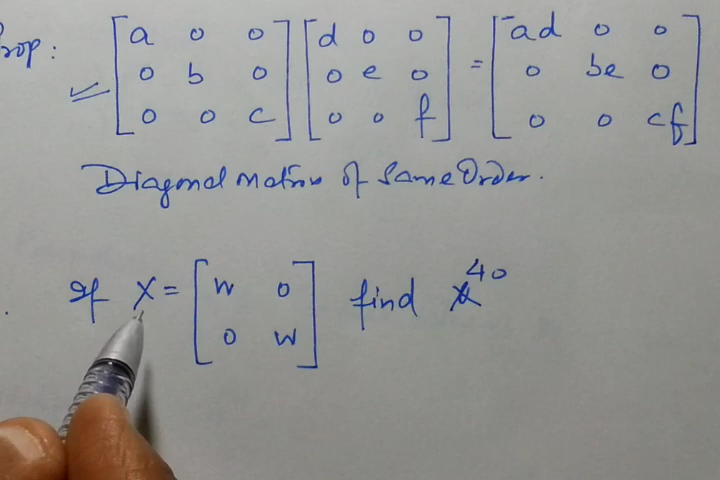 rop: [a 0 0] [d 0 0] = [ad 0 0]
[0 b 0] [0 e 0] [0 be 0]
[0 0 c] [0 0 f] [0 0 cf]
Diagonal Matrix of Same Order.
If X = [w 0] find X^40
[0 w]